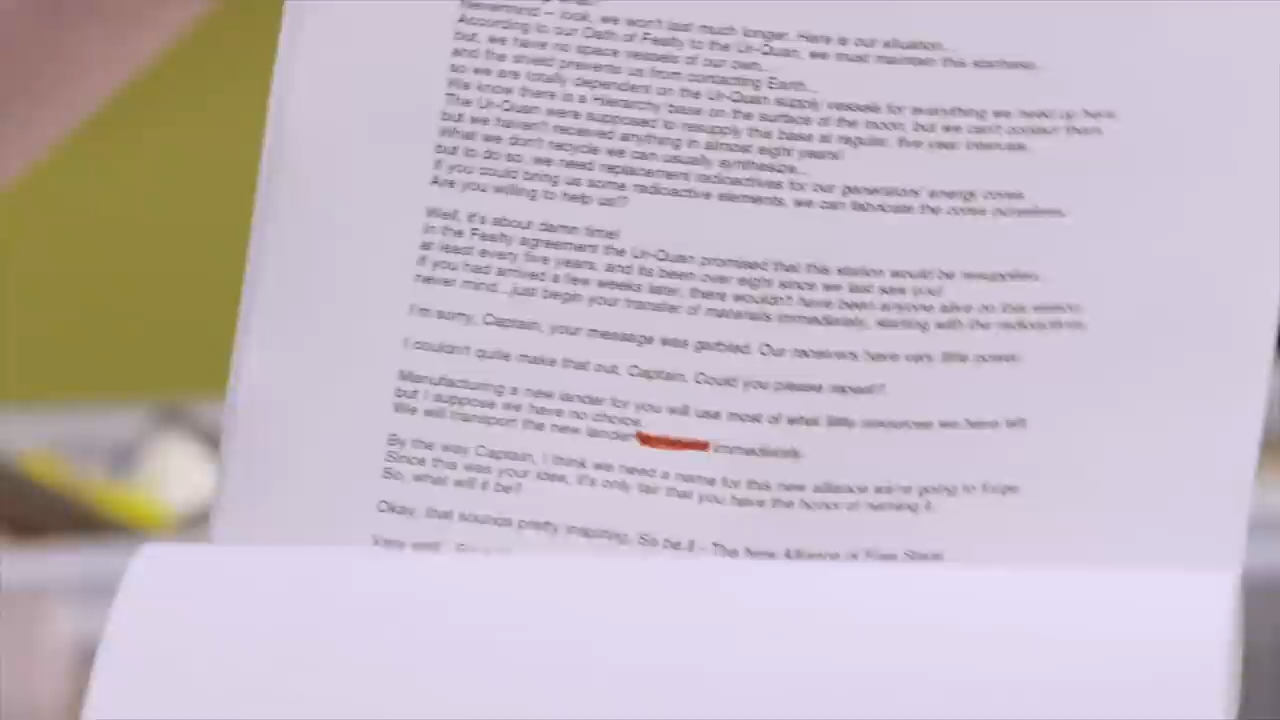 Nevermind - look, we won't last much longer. Here is our situation...
According to our Oath of Fealty to the Ur-Quan, we must maintain this starbase.
but, we have no space vessels of our own...
and the shield prevents us from contacting Earth...
so we are totally dependent on the Ur-Quan supply vessels for everything we need up here.
We know there is a Hierarchy base on the surface of the moon, but we can't contact them.
The Ur-Quan were supposed to resupply this base at regular, five year intervals.
but we haven't received anything in almost eight years!
What we don't recycle we can usually synthesize...
but to do so, we need replacement radioactives for our generators' energy cores.
If you could bring us some radioactive elements, we can fabricate the cores ourselves.
Are you willing to help us?
Well, it's about damn time!
In the Fealty agreement the Ur-Quan promised that this station would be resupplied
at least every five years, and its been over eight since we last saw you!
If you had arrived a few weeks later, there wouldn't have been anyone alive on this station
never mind... just begin your transfer of materials immediately, starting with the radioactives.
I'm sorry, Captain, your message was garbled. Our receivers have very little power.
I couldn't quite make that out, Captain. Could you please repeat?
Manufacturing a new lander for you will use most of what little resources we have left
but I suppose we have no choice.
We will transport the new lander immediately.
By the way Captain, I think we need a name for this new alliance we're going to forge.
Since this was your idea, it's only fair that you have the honor of naming it.
So, what will it be?
Okay, that sounds pretty inspiring. So be it - The New Alliance of Free Stars!